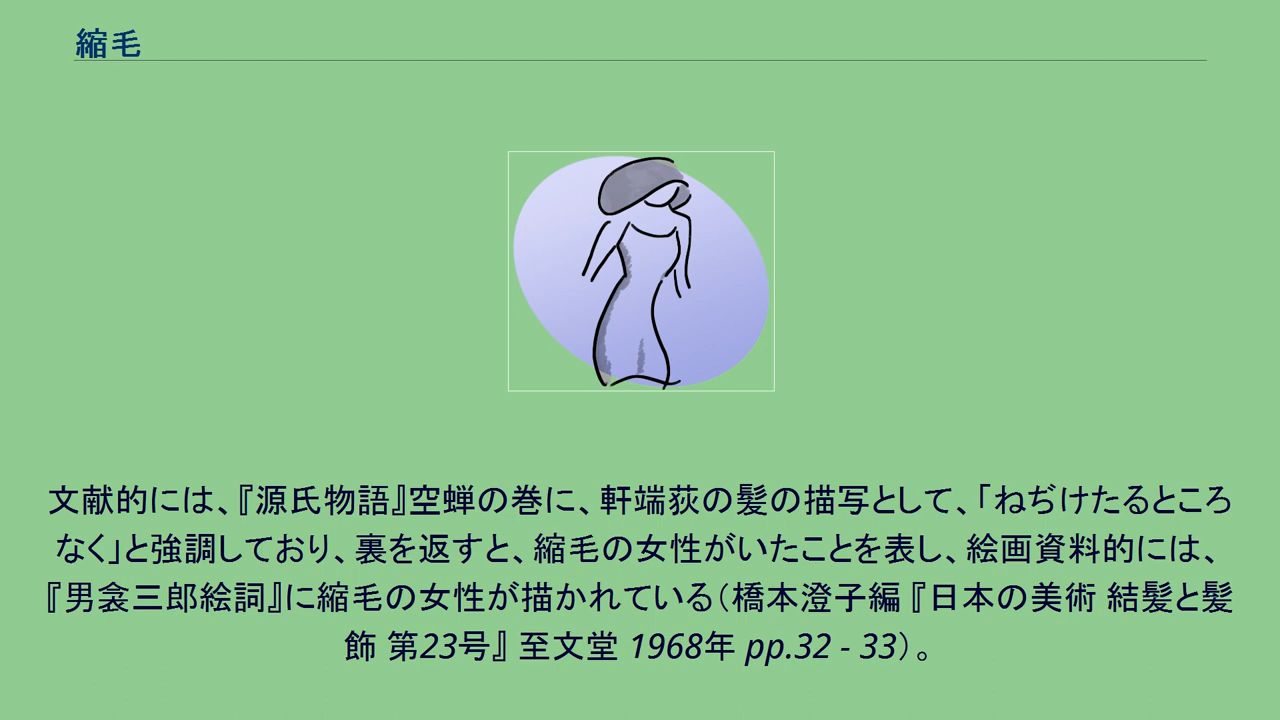 縮毛
文献的には、『源氏物語』空蝉の巻に、軒端荻の髪の描写として、「ねぢけたるところ
なく」と強調しており、裏を返すと、縮毛の女性がいたことを表し、絵画資料的には、
『男衾三郎絵詞』に縮毛の女性が描かれている（橋本澄子編 『日本の美術 結髪と髪
飾 第23号』 至文堂 1968年 pp.32 - 33）。